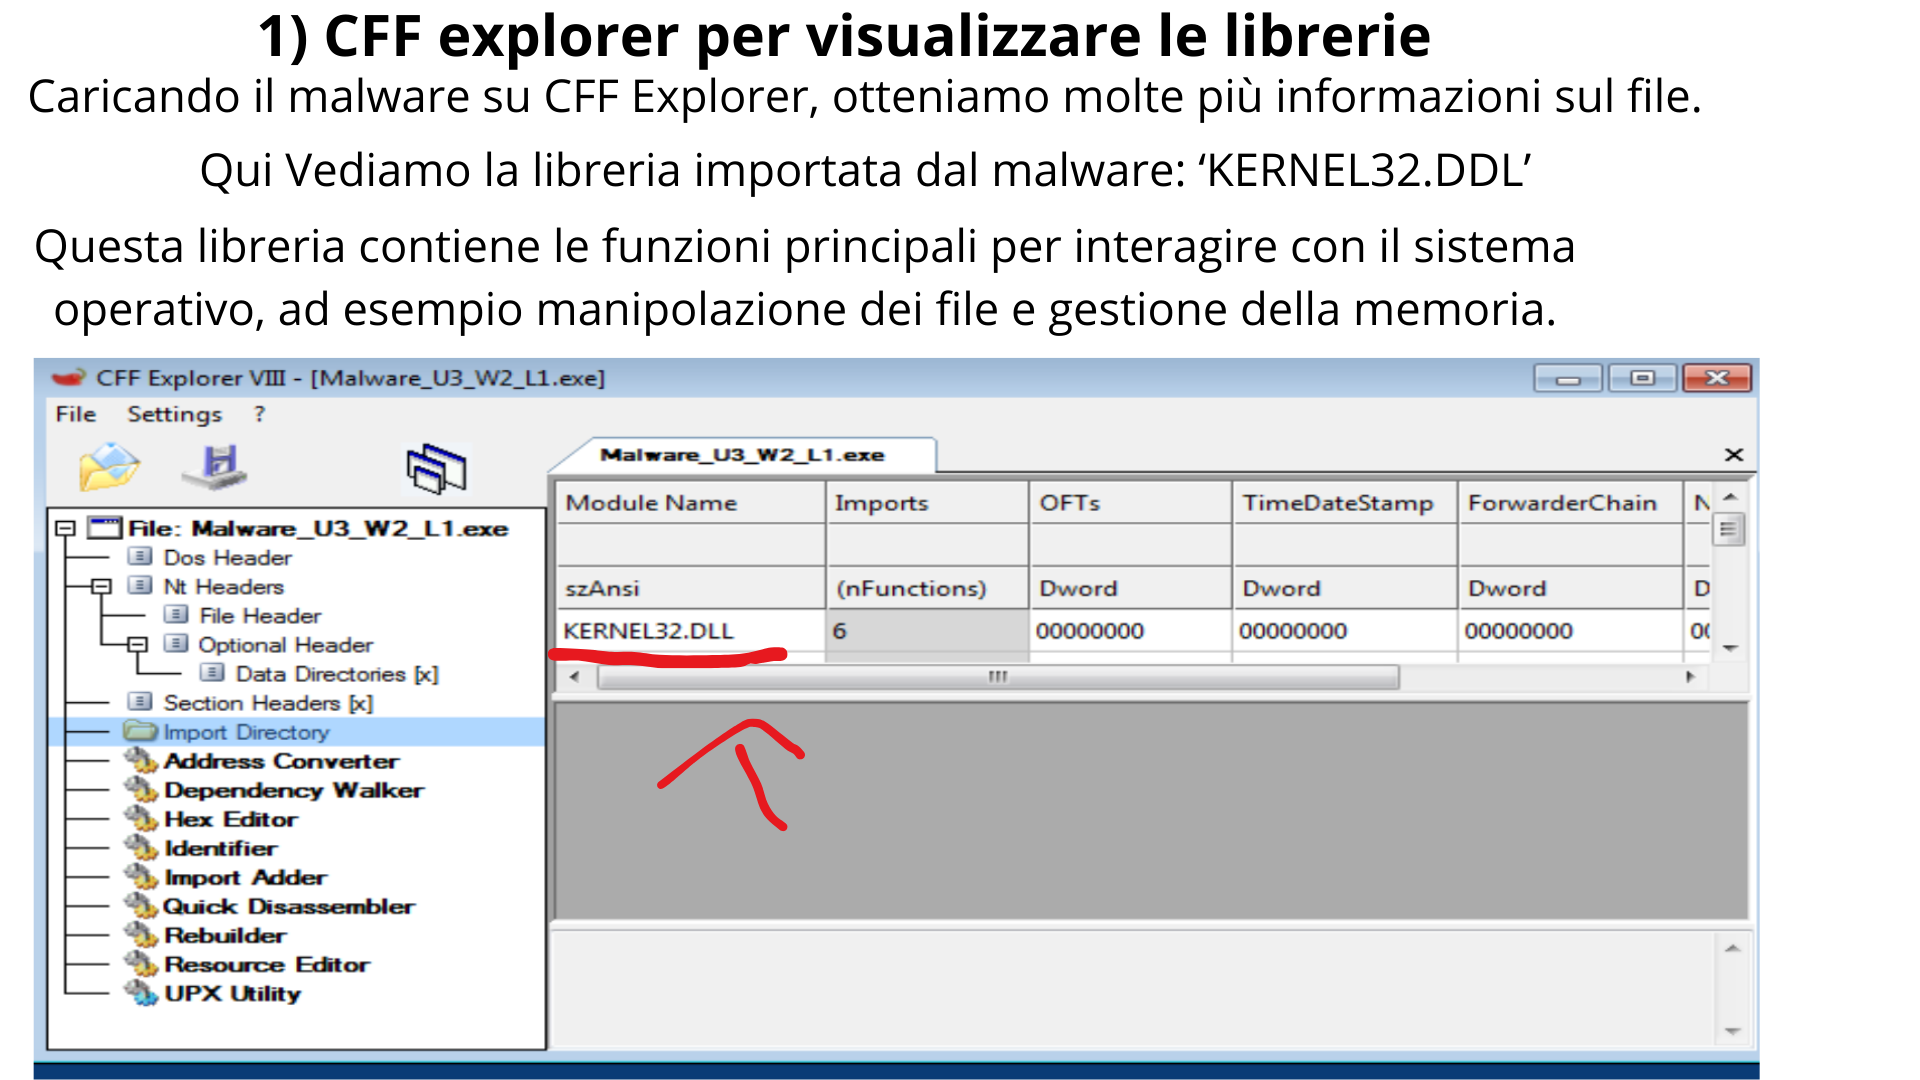 1) CFF explorer per visualizzare le librerie
Caricando il malware su CFF Explorer, otteniamo molte più informazioni sul file.
Qui Vediamo la libreria importata dal malware: ‘KERNEL32.DDL’
Questa libreria contiene le funzioni principali per interagire con il sistema
operativo, ad esempio manipolazione dei file e gestione della memoria.
CFF Explorer VIII - [Malware_U3_W2_L1.exe]
File Settings ?
Malware_U3_W2_L1.exe
Module Name Imports OFTs TimeDateStamp ForwarderChain N
szAnsi (nFunctions) Dword Dword Dword D
KERNEL32.DLL 6 00000000 00000000 00000000 00
File: Malware_U3_W2_L1.exe
Dos Header
Nt Headers
File Header
Optional Header
Data Directories [x]
Section Headers [x]
Import Directory
Address Converter
Dependency Walker
Hex Editor
Identifier
Import Adder
Quick Disassembler
Rebuilder
Resource Editor
UPX Utility